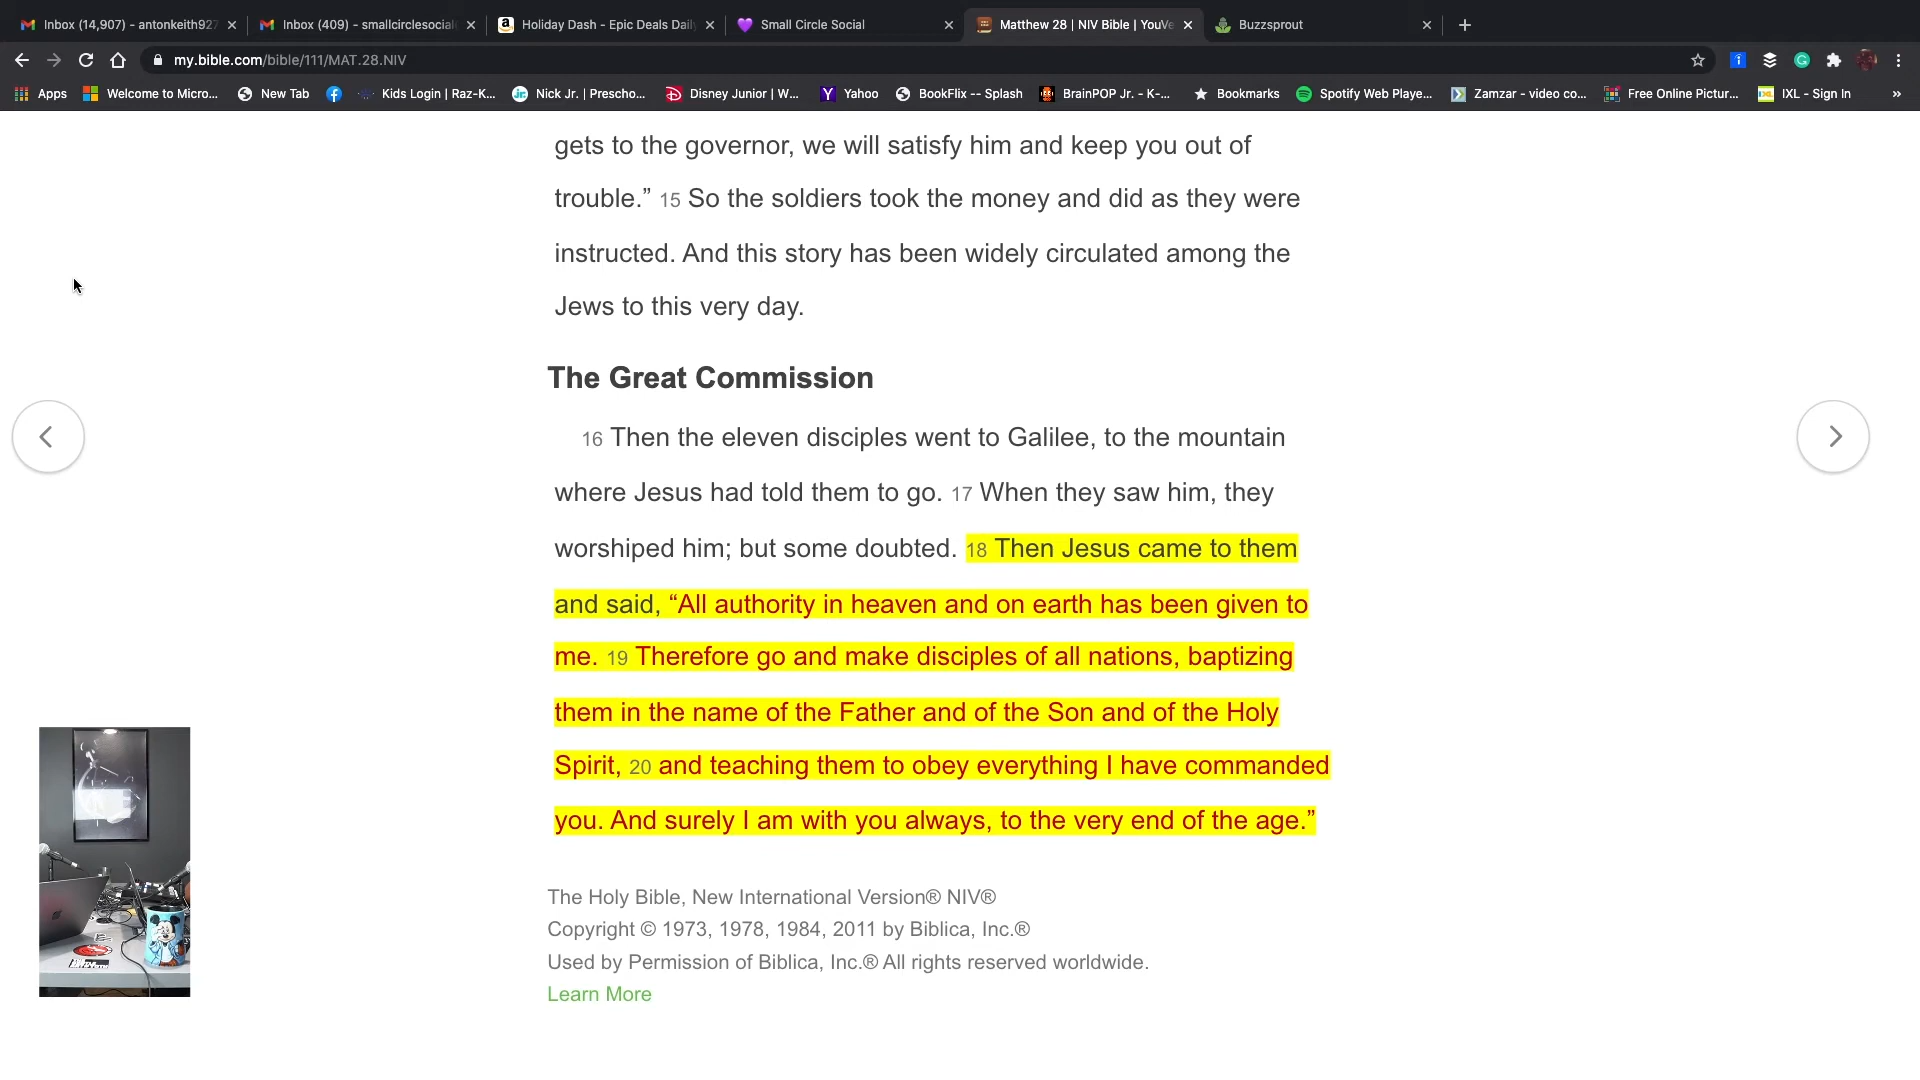 Inbox (14,907) - antonkeith927
Inbox (409) - smallcirclesocial
Holiday Dash - Epic Deals Daily
Small Circle Social
Matthew 28 | NIV Bible | YouVe
Buzzsprout
my.bible.com/bible/111/MAT.28.NIV
Apps
Welcome to Micro...
New Tab
Kids Login | Raz-K...
Nick Jr. | Prescho...
Disney Junior | W...
Yahoo
BookFlix -- Splash
BrainPOP Jr. - K-...
Bookmarks
Spotify Web Playe...
Zamzar - video co...
Free Online Pictur...
IXL - Sign In
gets to the governor, we will satisfy him and keep you out of
trouble.” 15 So the soldiers took the money and did as they were
instructed. And this story has been widely circulated among the
Jews to this very day.
The Great Commission
16 Then the eleven disciples went to Galilee, to the mountain
where Jesus had told them to go. 17 When they saw him, they
worshiped him; but some doubted. 18 Then Jesus came to them
and said, “All authority in heaven and on earth has been given to
me. 19 Therefore go and make disciples of all nations, baptizing
them in the name of the Father and of the Son and of the Holy
Spirit, 20 and teaching them to obey everything I have commanded
you. And surely I am with you always, to the very end of the age.”
The Holy Bible, New International Version® NIV®
Copyright © 1973, 1978, 1984, 2011 by Biblica, Inc.®
Used by Permission of Biblica, Inc.® All rights reserved worldwide.
Learn More